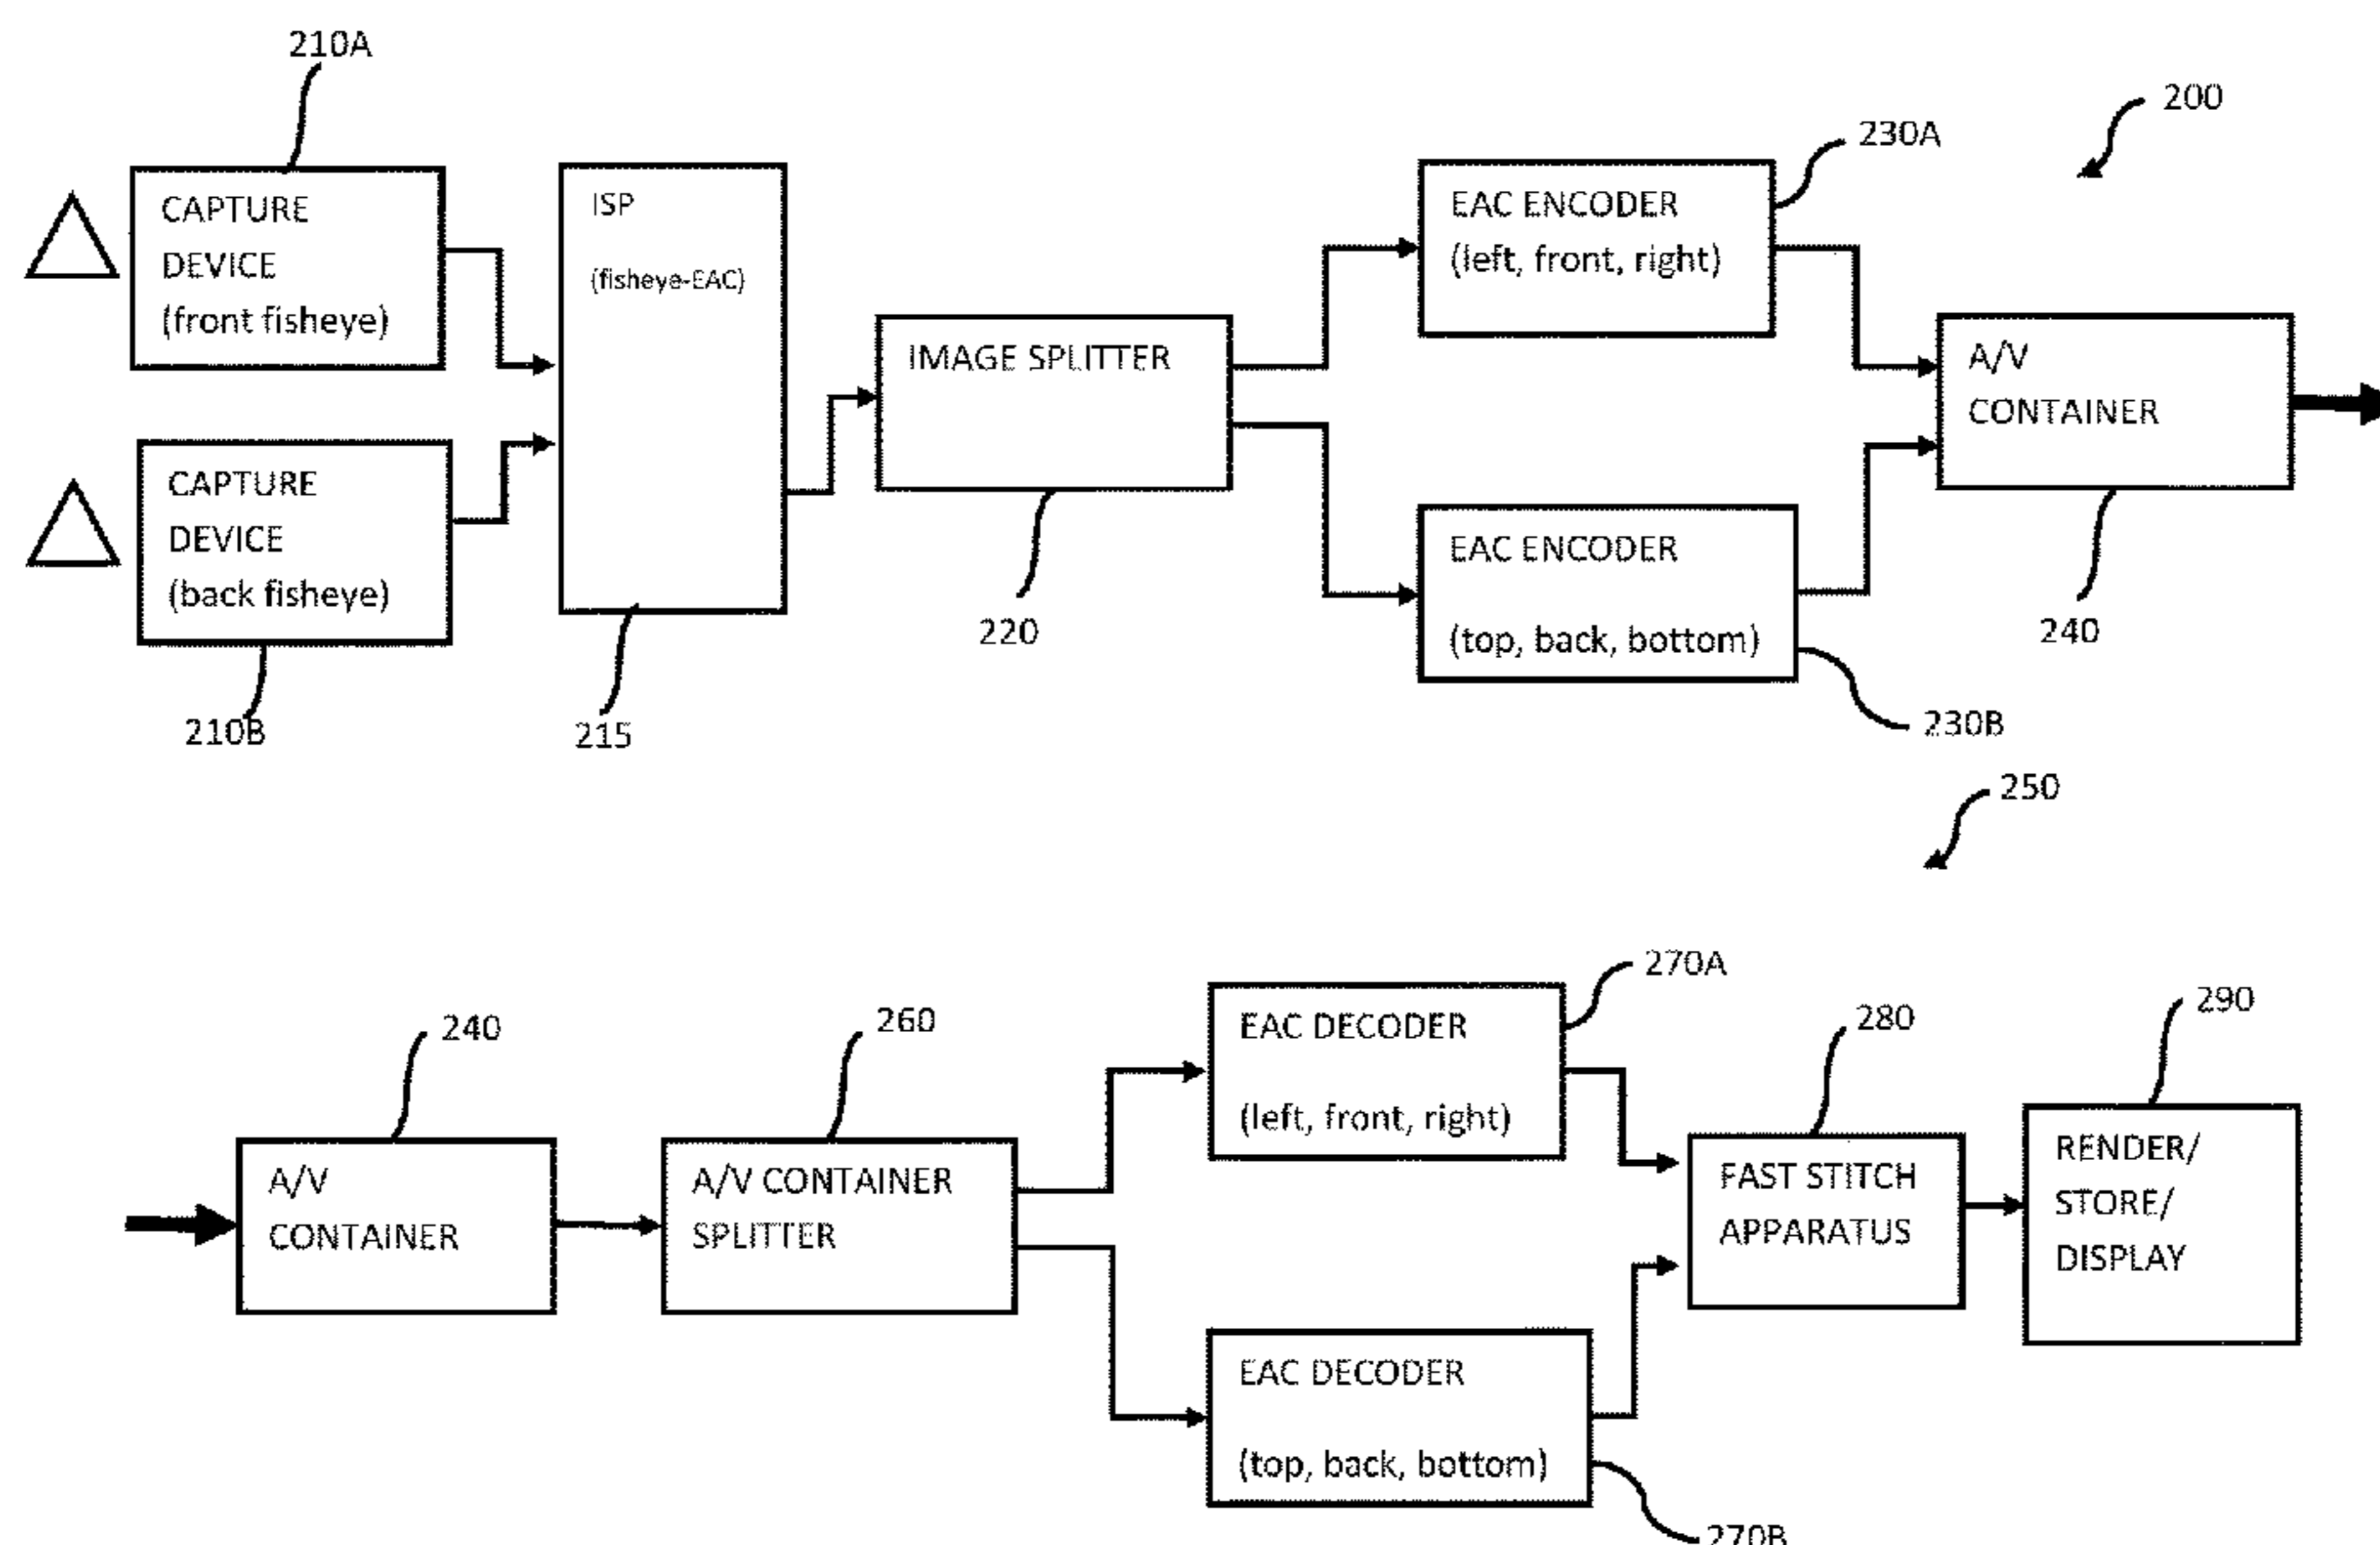 210A
200
230A
CAPTURE
DEVICE
(front fisheye)
ISP
(fisheye-EAC)
EAC ENCODER
(left, front, right)
IMAGE SPLITTER
A/V
CONTAINER
CAPTURE
DEVICE
(back fisheye)
EAC ENCODER
(top, back, bottom)
220
240
210B
215
230B
250
270A
240
260
280
290
EAC DECODER
(left, front, right)
A/V
CONTAINER
A/V CONTAINER
SPLITTER
FAST STITCH
APPARATUS
RENDER/
STORE/
DISPLAY
EAC DECODER
(top, back, bottom)
270B